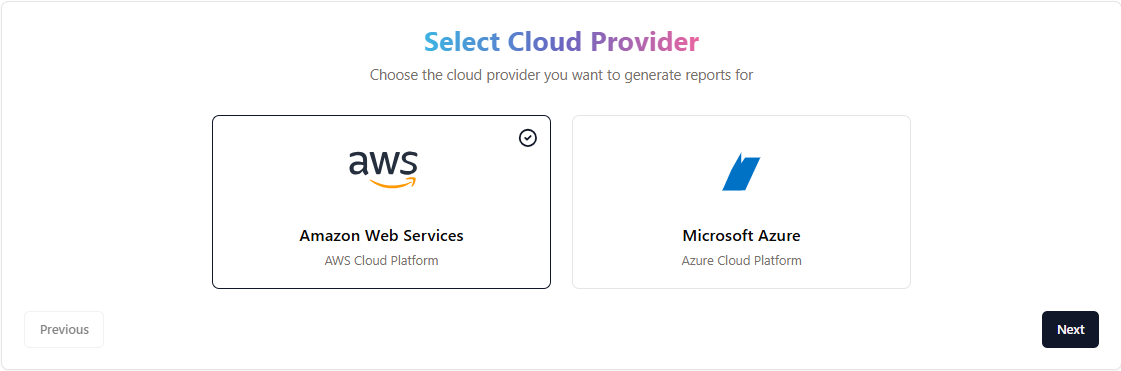 Select Cloud Provider
Choose the cloud provider you want to generate reports for
aws
Amazon Web Services
AWS Cloud Platform
Microsoft Azure
Azure Cloud Platform
Previous
Next